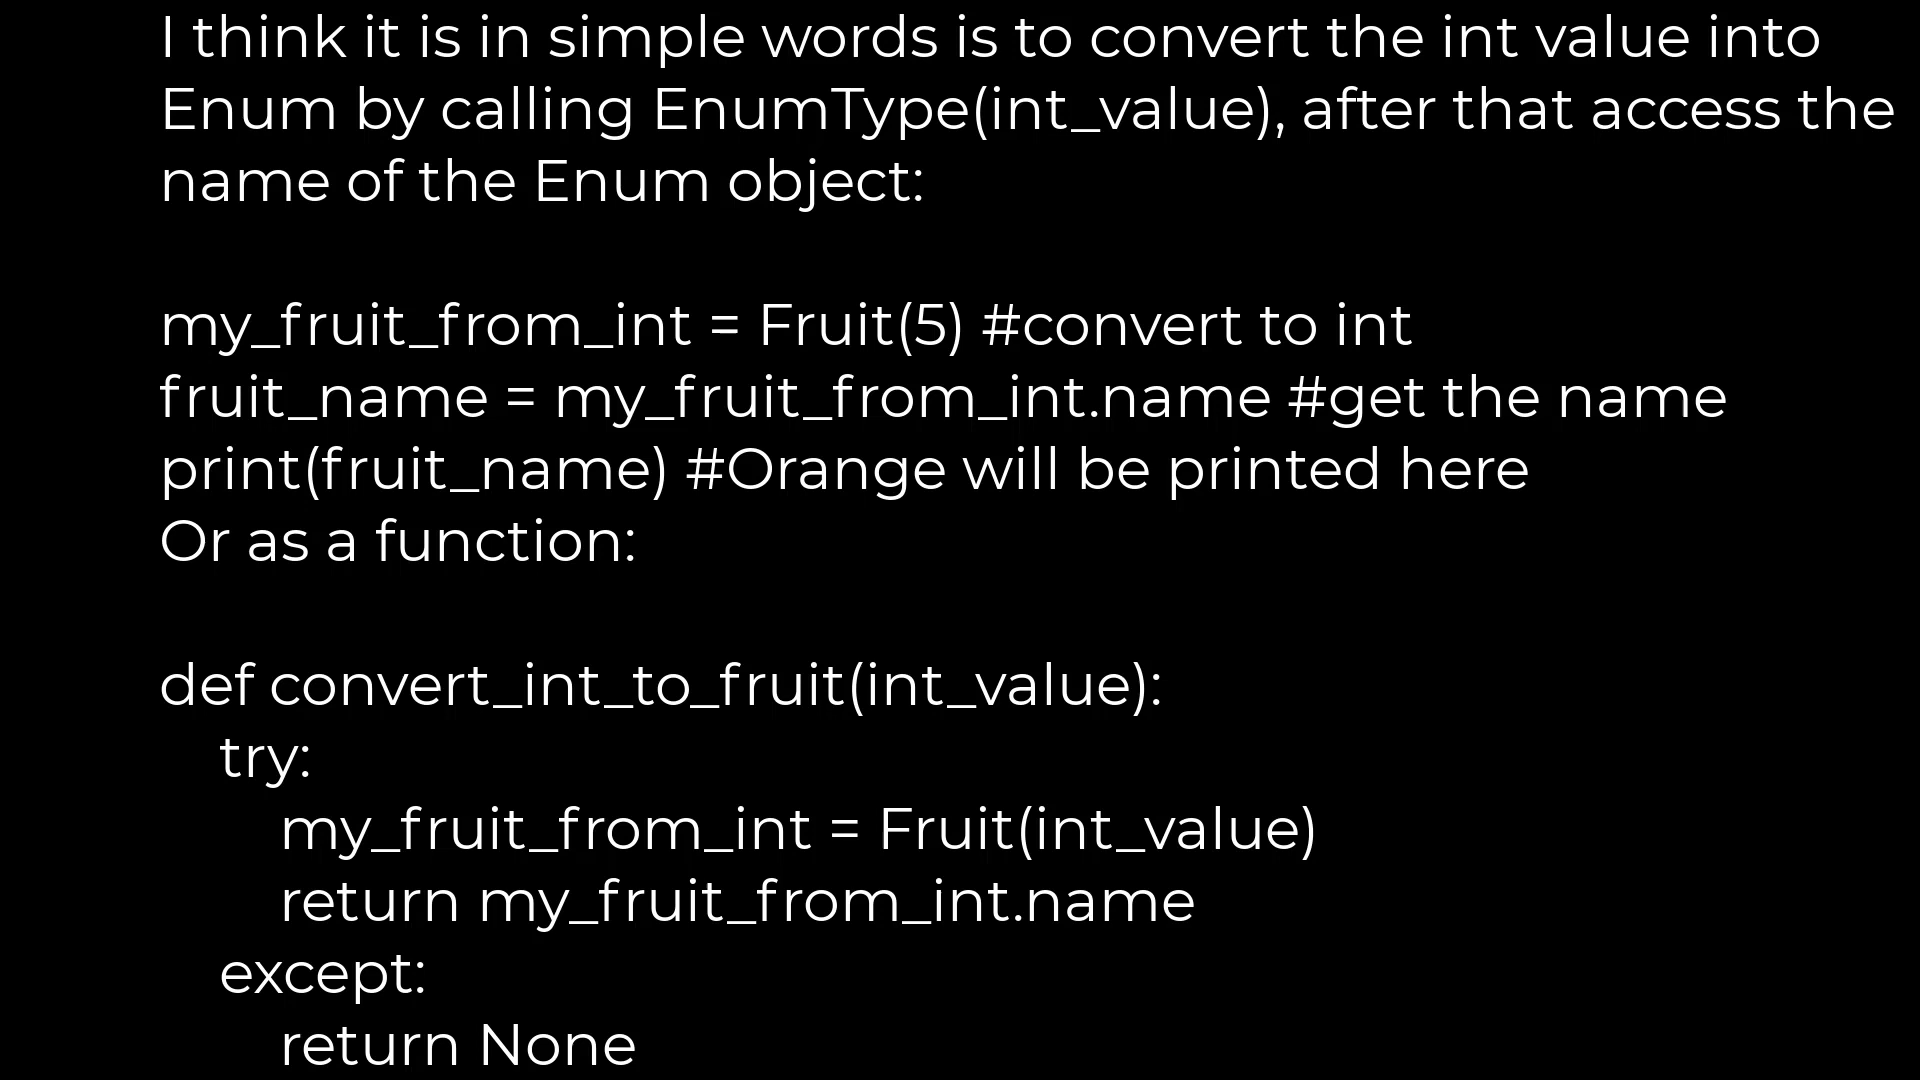 I think it is in simple words is to convert the int value into
Enum by calling EnumType(int_value), after that access the
name of the Enum object:
my_fruit_from_int = Fruit(5) #convert to int
fruit_name = my_fruit_from_int.name #get the name
print(fruit_name) #Orange will be printed here
Or as a function:
def convert_int_to_fruit(int_value):
try:
my_fruit_from_int = Fruit(int_value)
return my_fruit_from_int.name
except:
return None